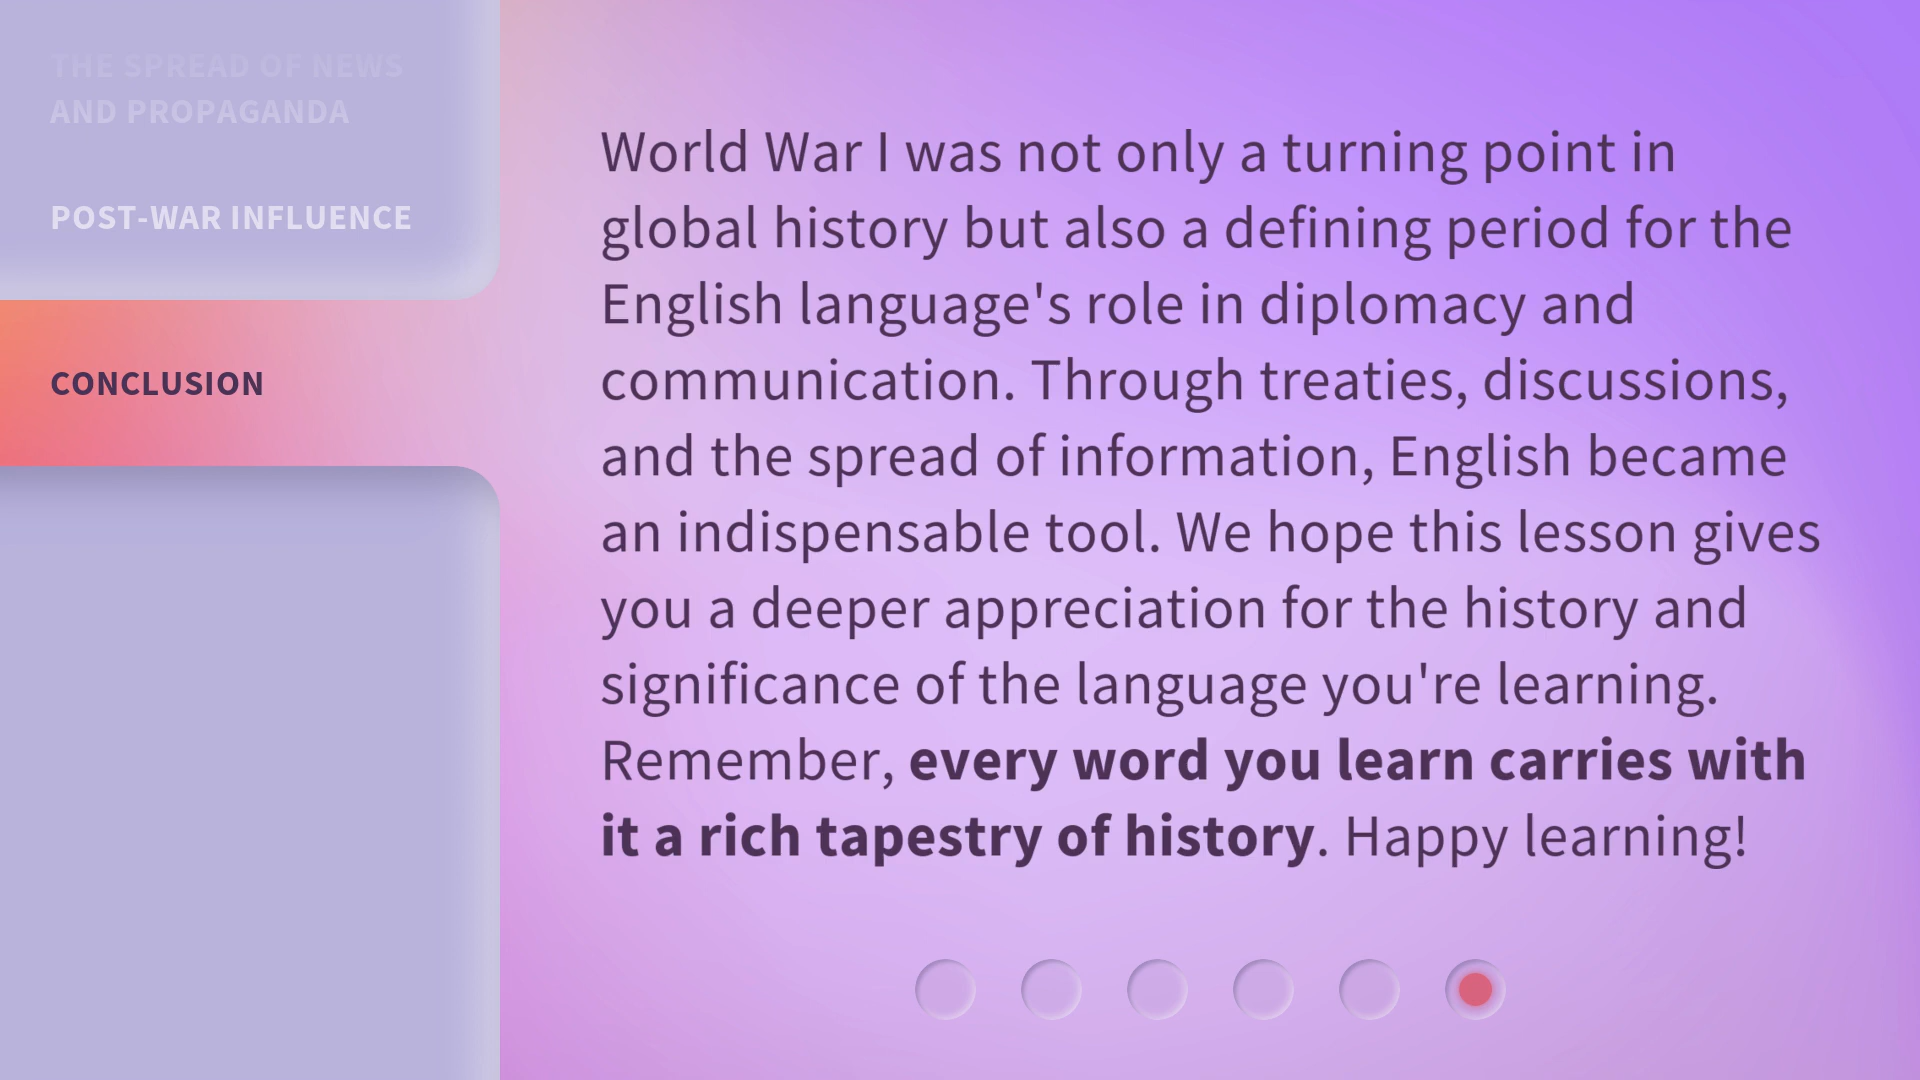 THE SPREAD OF NEWS
AND PROPAGANDA
POST-WAR INFLUENCE
CONCLUSION
World War I was not only a turning point in
global history but also a defining period for the
English language's role in diplomacy and
communication. Through treaties, discussions,
and the spread of information, English became
an indispensable tool. We hope this lesson gives
you a deeper appreciation for the history and
significance of the language you're learning.
Remember, every word you learn carries with
it a rich tapestry of history. Happy learning!